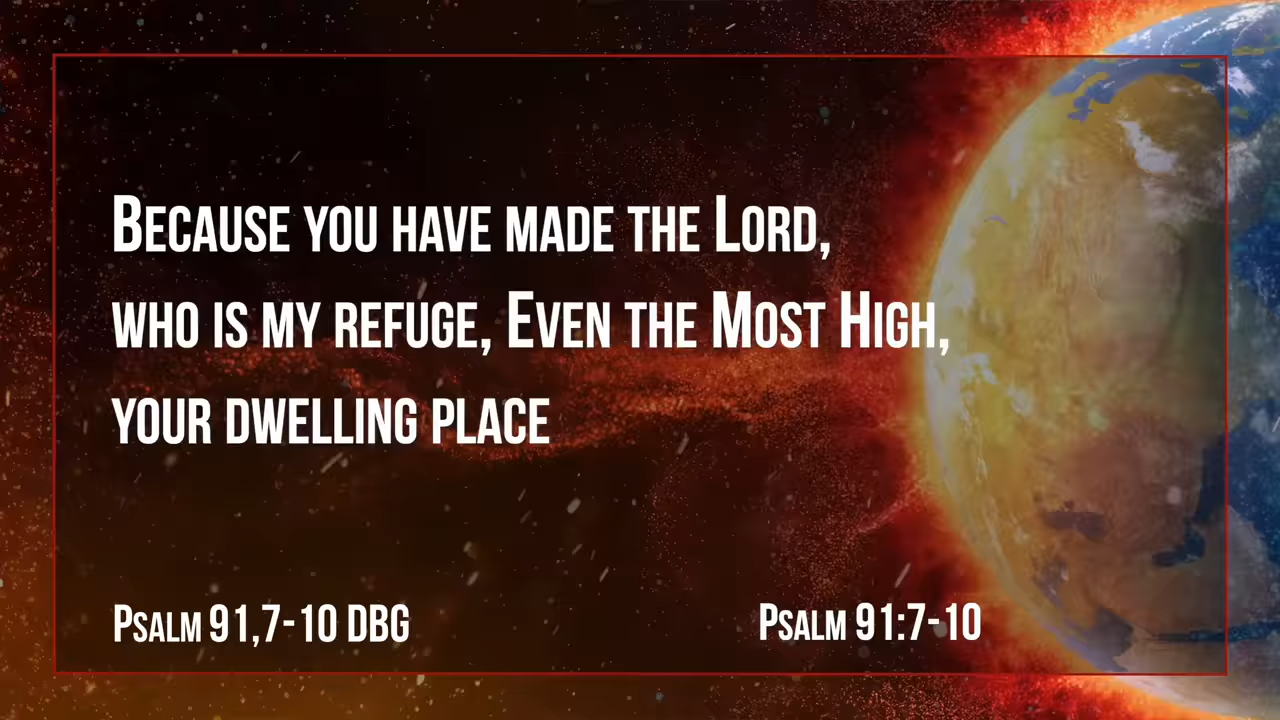 Because you have made the Lord,
who is my refuge, Even the Most High,
your dwelling place
Psalm 91,7-10 DBG
Psalm 91:7-10